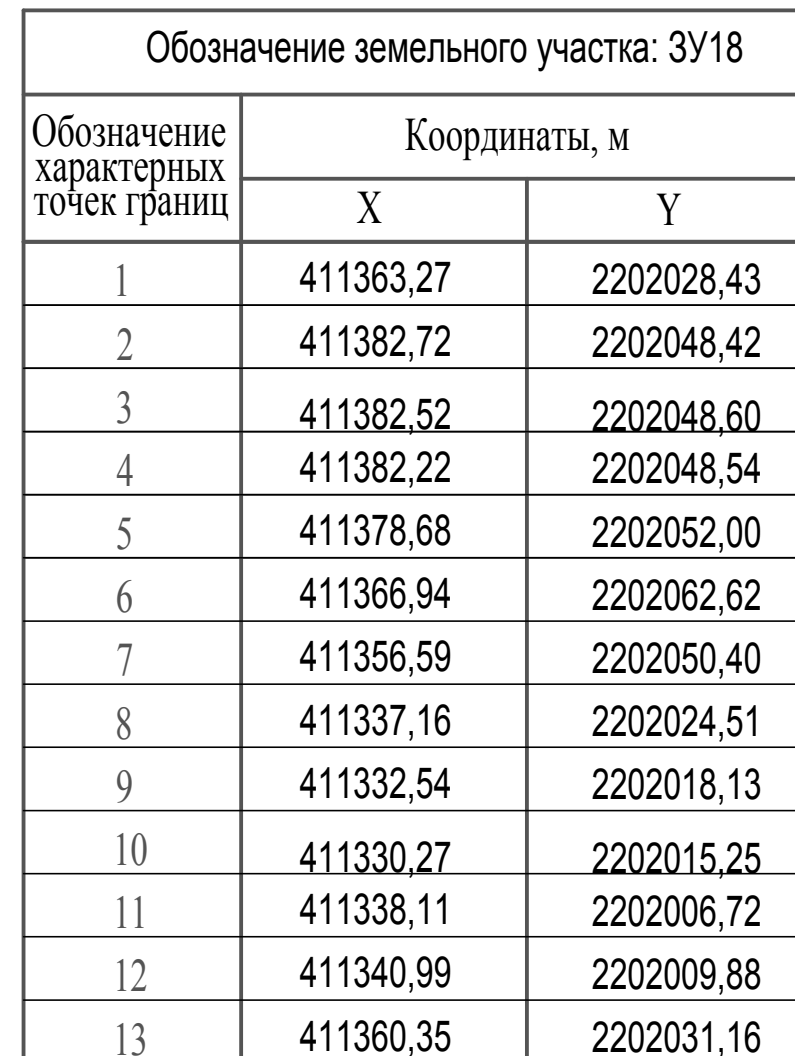 Обозначение земельного участка: ЗУ18
Обозначение
характерных
точек границ
Координаты, м
X Y
1 411363,27 2202028,43
2 411382,72 2202048,42
3 411382,52 2202048,60
4 411382,22 2202048,54
5 411378,68 2202052,00
6 411366,94 2202062,62
7 411356,59 2202050,40
8 411337,16 2202024,51
9 411332,54 2202018,13
10 411330,27 2202015,25
11 411338,11 2202006,72
12 411340,99 2202009,88
13 411360,35 2202031,16